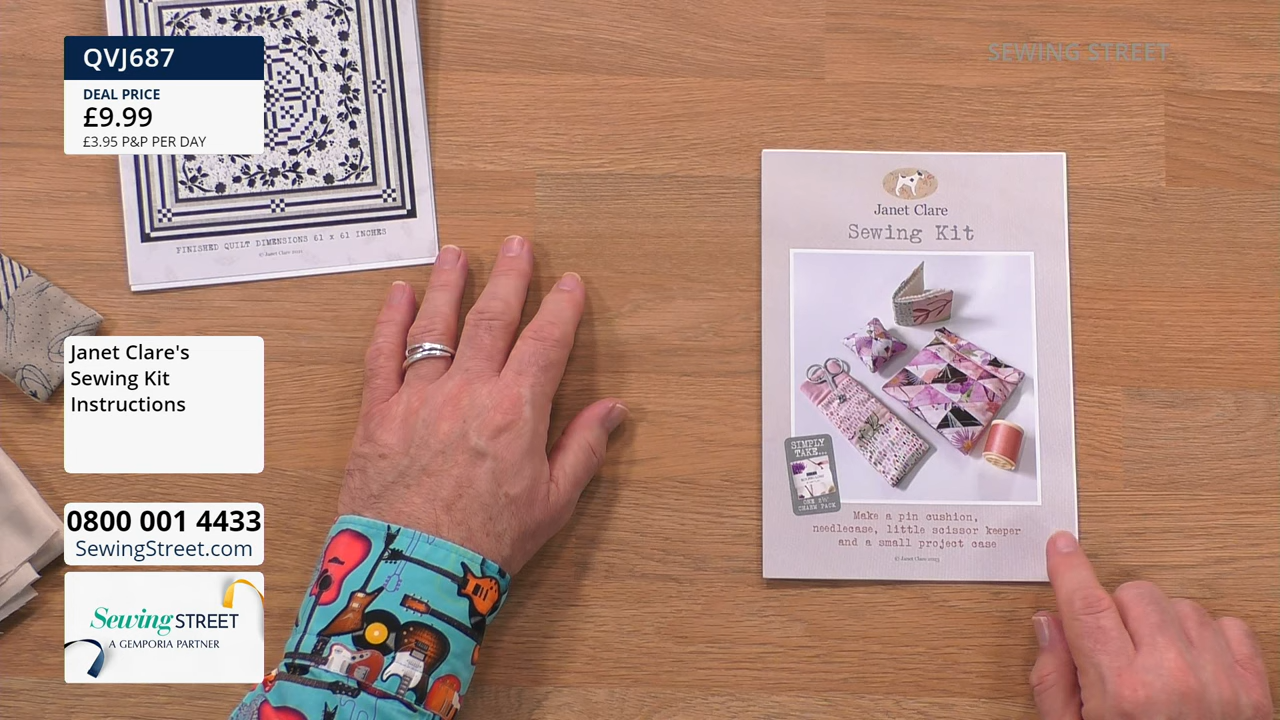 QVJ687
DEAL PRICE
£9.99
£3.95 P&P PER DAY
SEWING STREET
FINISHED QUILT DIMENSIONS 61 x 61 INCHES
Janet Clare's
Sewing Kit
Instructions
0800 001 4433
SewingStreet.com
Sewing STREET
A GEMPORIA PARTNER
Janet Clare
Sewing Kit
SIMPLY
TAKE...
CHARM PACK
Make a pin cushion,
needlecase, little scissor keeper
and a small project case